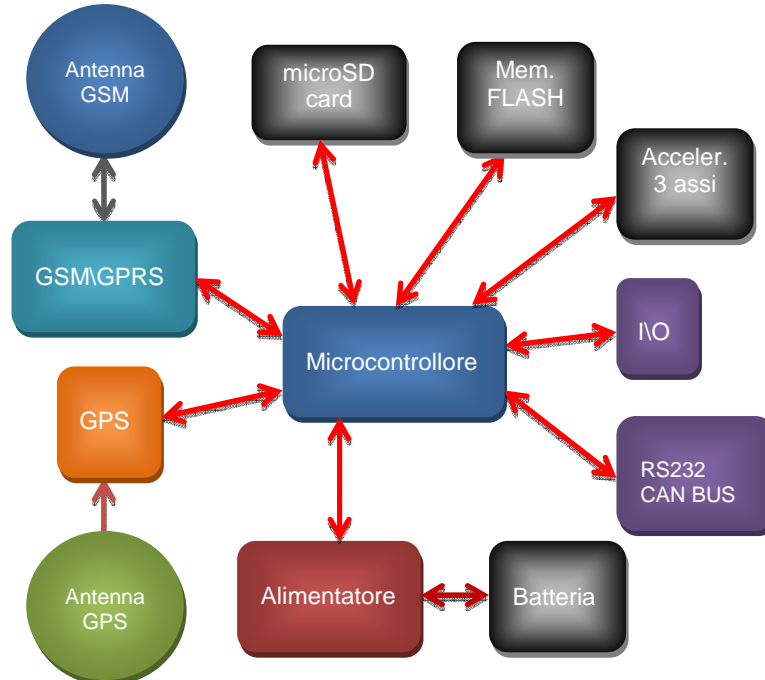 Antenna
GSM
microSD
card
Mem.
FLASH
Acceler.
3 assi
GSM\GPRS
Microcontrollore
I\O
GPS
RS232
CAN BUS
Antenna
GPS
Alimentatore
Batteria